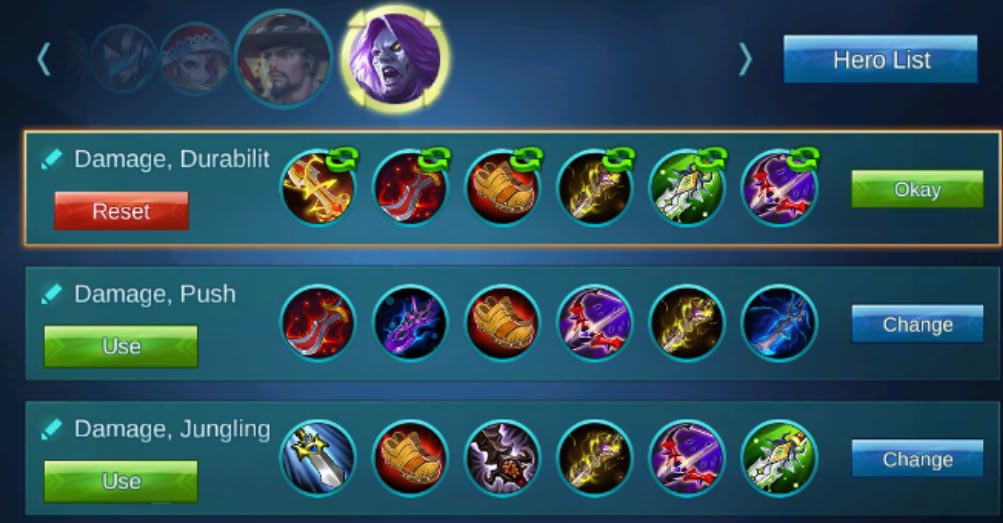 Hero List
Damage, Durabilit
Reset
Okay
Damage, Push
Use
Change
Damage, Jungling
Use
Change